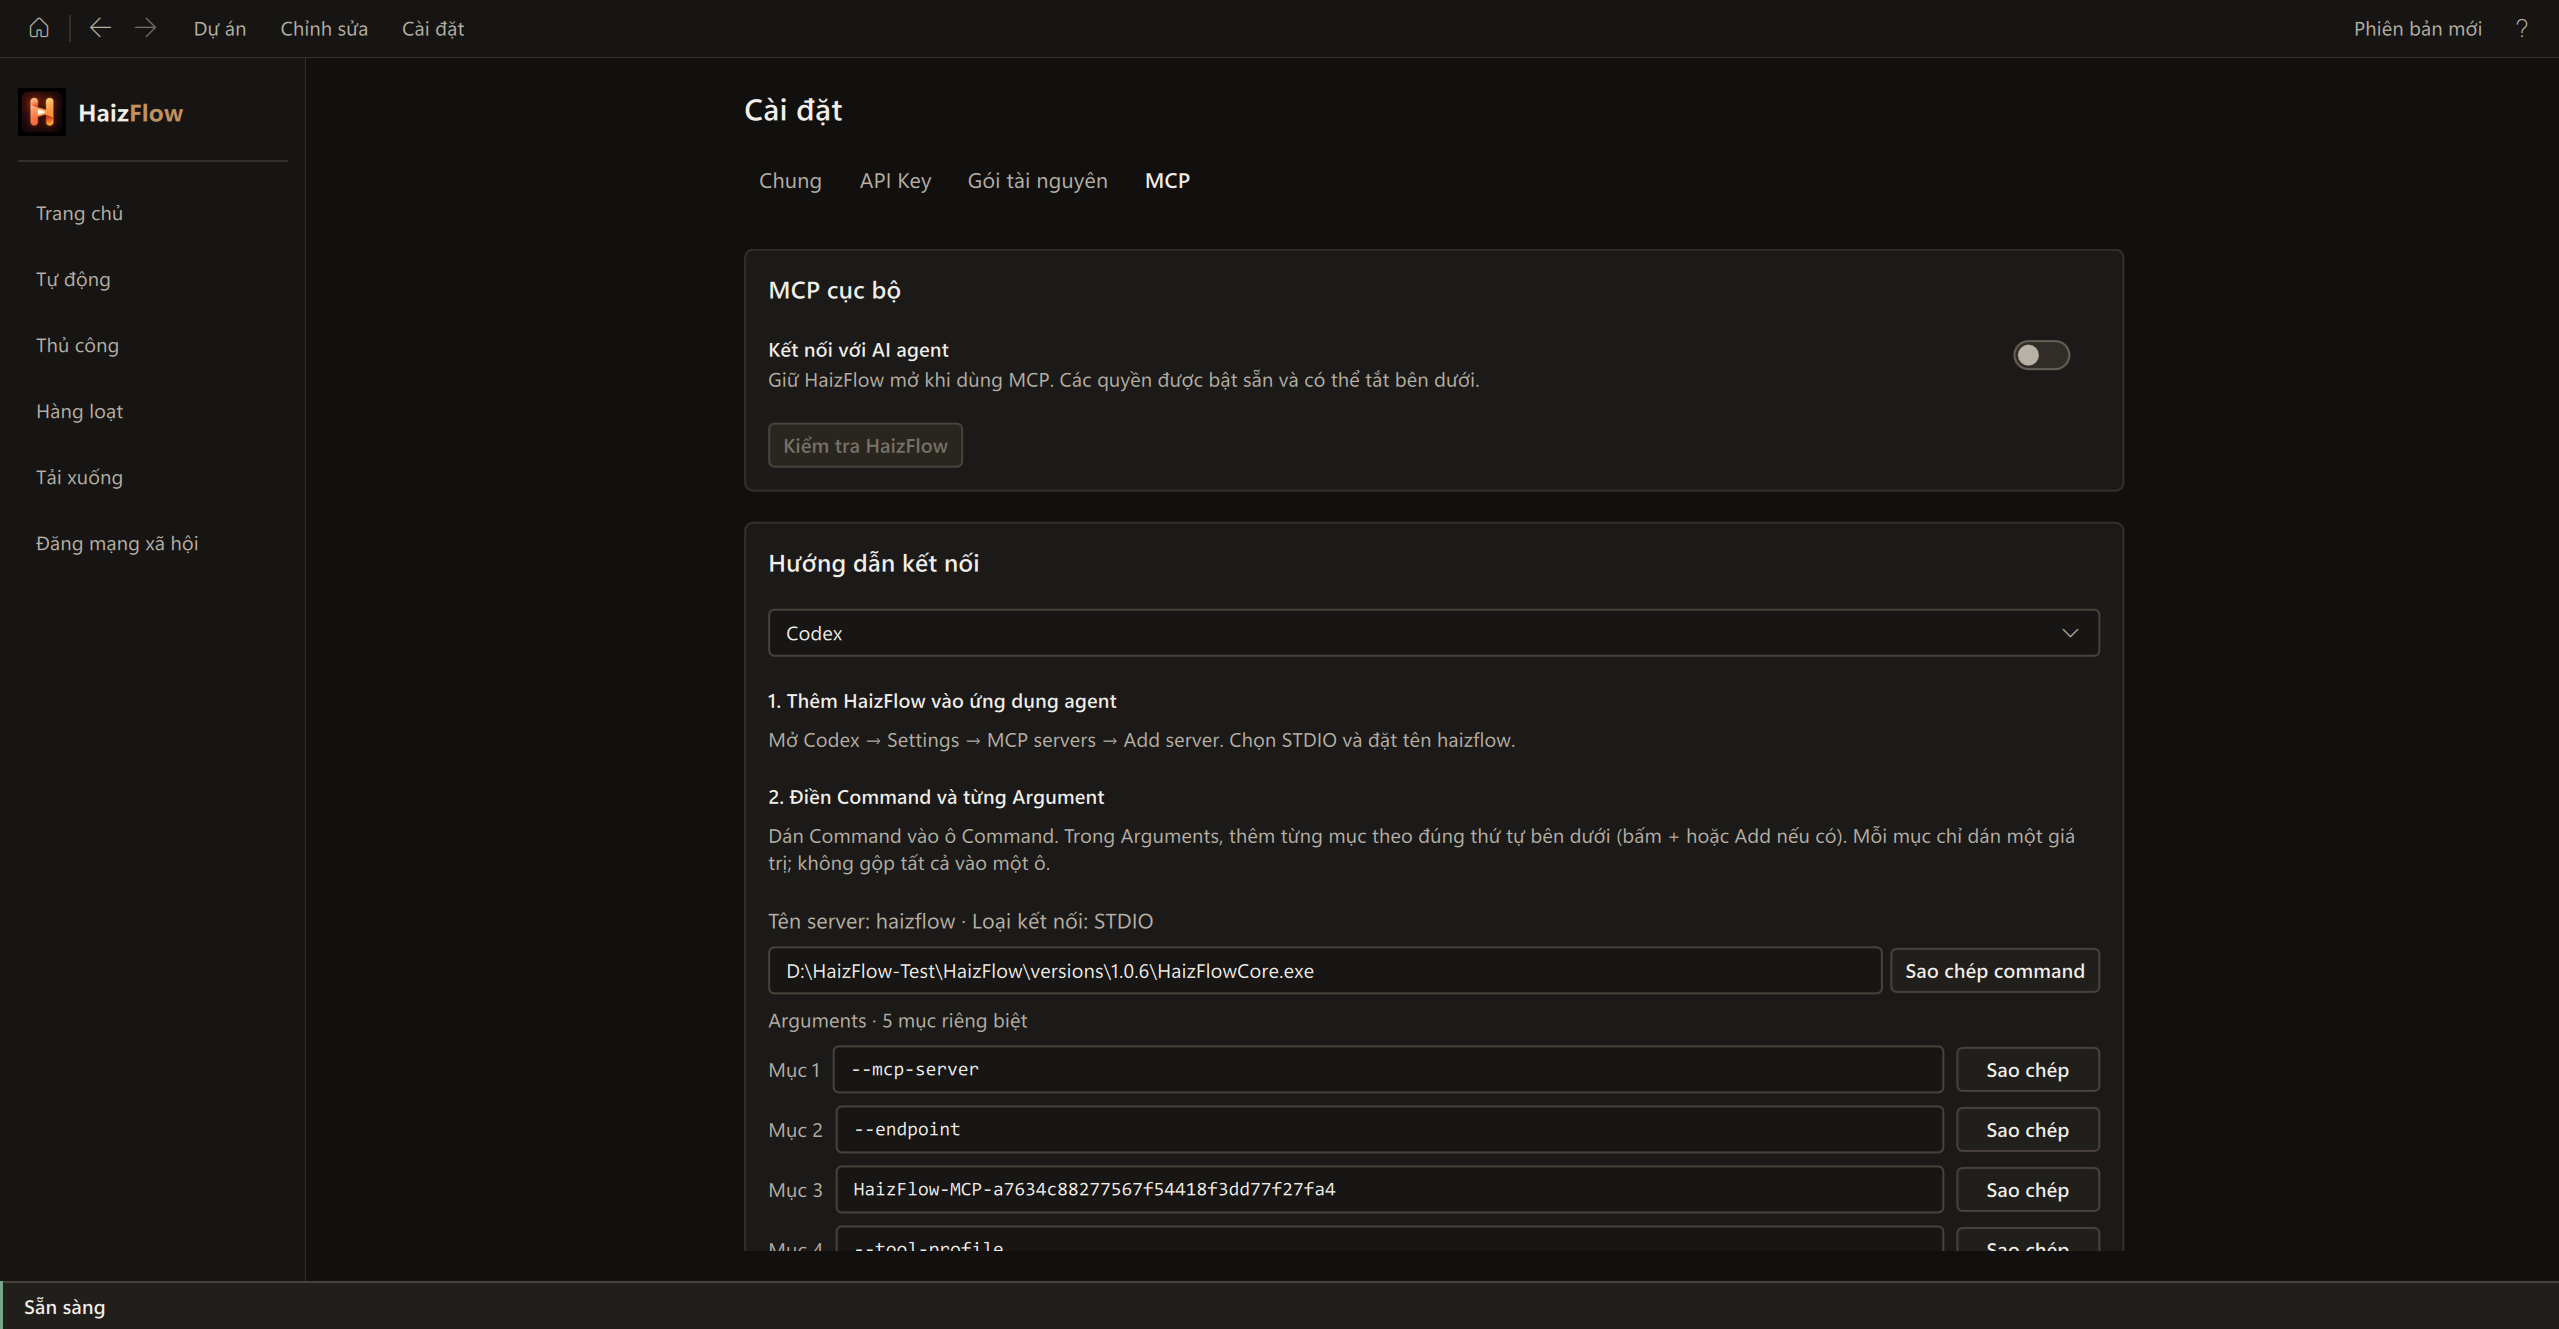 Dự án Chỉnh sửa Cài đặt Phiên bản mới ?
HaizFlow
Trang chủ
Tự động
Thủ công
Hàng loạt
Tải xuống
Đăng mạng xã hội
Cài đặt
Chung API Key Gói tài nguyên MCP
MCP cục bộ
Kết nối với AI agent
Giữ HaizFlow mở khi dùng MCP. Các quyền được bật sẵn và có thể tắt bên dưới.
Kiểm tra HaizFlow
Hướng dẫn kết nối
Codex
1. Thêm HaizFlow vào ứng dụng agent
Mở Codex → Settings → MCP servers → Add server. Chọn STDIO và đặt tên haizflow.
2. Điền Command và từng Argument
Dán Command vào ô Command. Trong Arguments, thêm từng mục theo đúng thứ tự bên dưới (bấm + hoặc Add nếu có). Mỗi mục chỉ dán một giá
trị; không gộp tất cả vào một ô.
Tên server: haizflow · Loại kết nối: STDIO
D:\HaizFlow-Test\HaizFlow\versions\1.0.6\HaizFlowCore.exe Sao chép command
Arguments · 5 mục riêng biệt
Mục 1 --mcp-server Sao chép
Mục 2 --endpoint Sao chép
Mục 3 HaizFlow-MCP-a7634c88277567f54418f3dd77f27fa4 Sao chép
Mục 4 --tool-profile Sao chép
Sẵn sàng